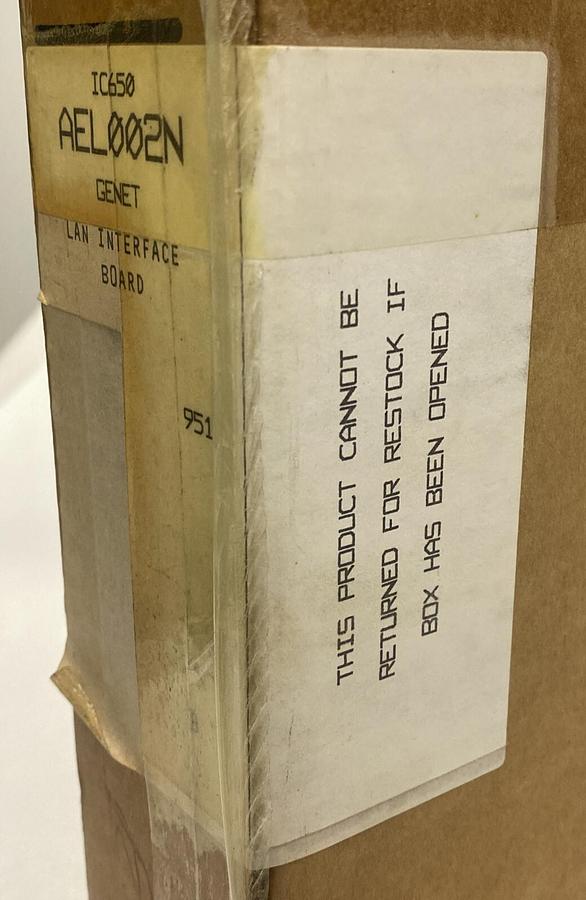 IC650
AEL002N
GENET
LAN INTERFACE
BOARD
951
THIS PRODUCT CANNOT BE
RETURNED FOR RESTOCK IF
BOX HAS BEEN OPENED